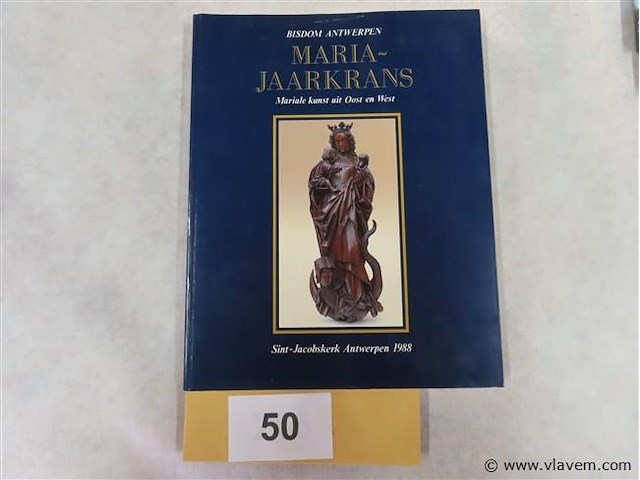 BISDOM ANTWERPEN
MARIA~
JAARKRANS
Mariale kunst uit Oost en West
Sint-Jacobskerk Antwerpen 1988
50
© www.vlavem.com